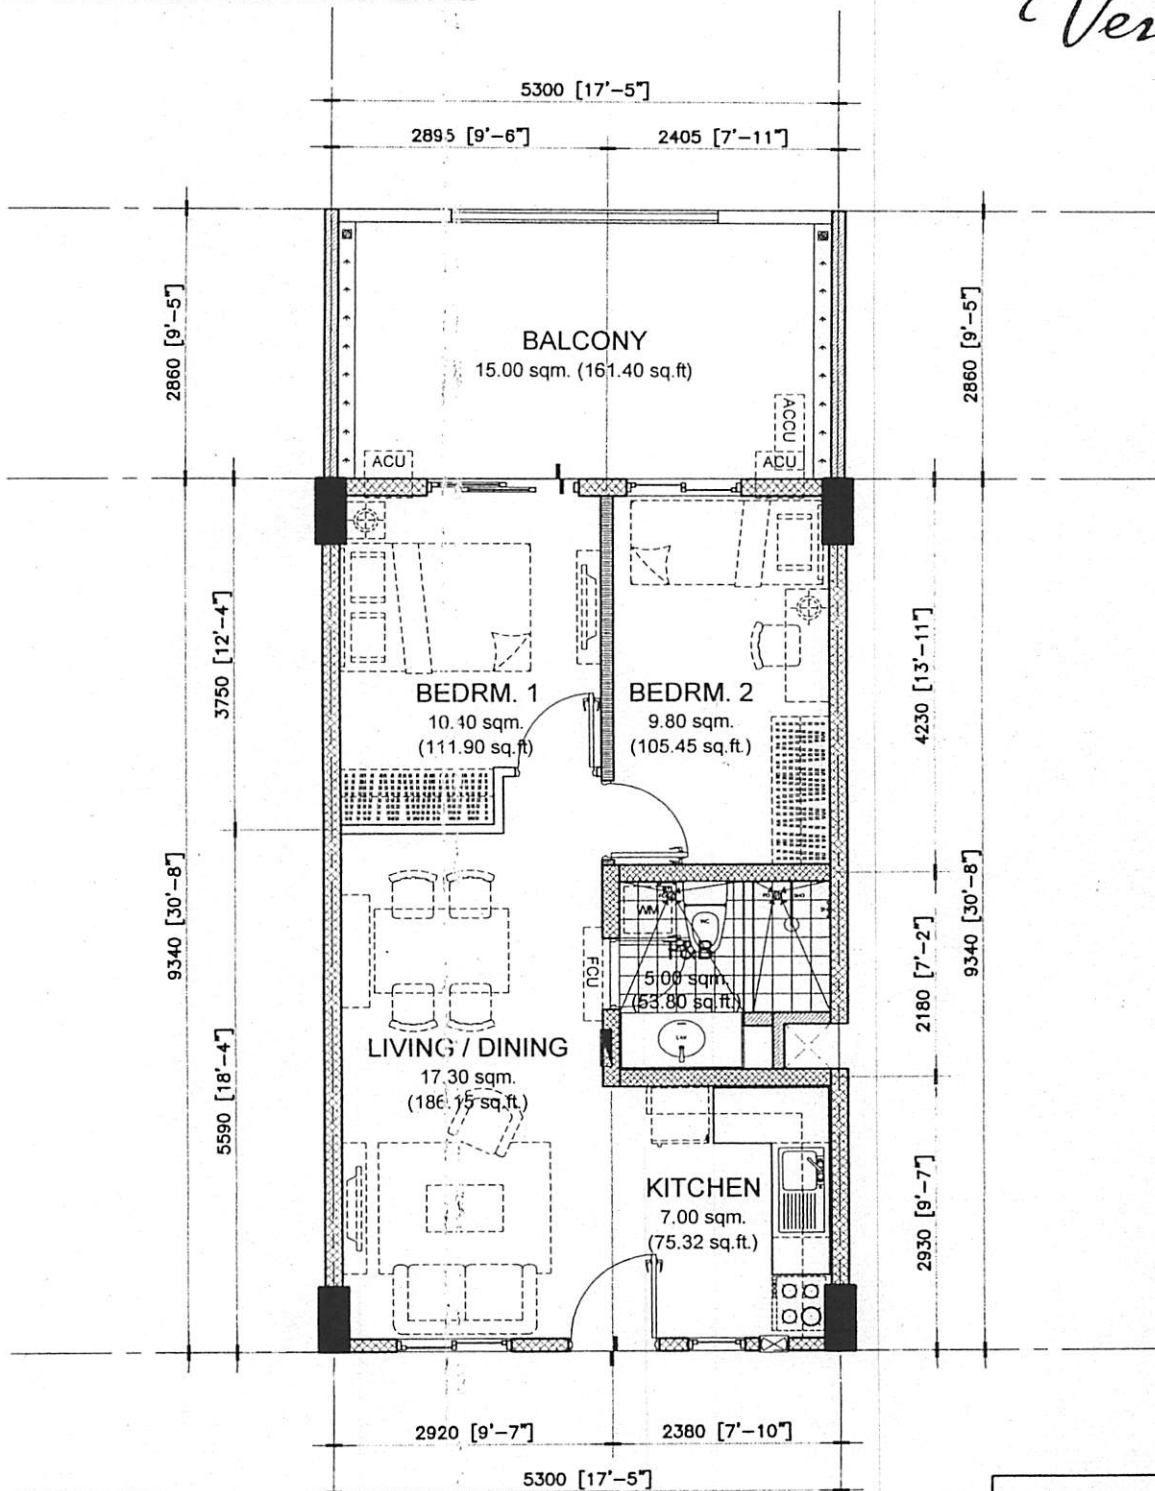 5300 [17'-5"]
2895 [9'-6"]
2405 [7'-11"]
2860 [9'-5"]
2860 [9'-5"]
BALCONY
15.00 sqm. (161.40 sq.ft)
ACCU
ACU
ACU
3750 [12'-4"]
4230 [13'-11"]
BEDRM. 1
10.40 sqm.
(111.90 sq.ft)
BEDRM. 2
9.80 sqm.
(105.45 sq.ft.)
9340 [30'-8"]
9340 [30'-8"]
WM
FCU
5.00 sqm.
(53.80 sq.ft.)
2180 [7'-2"]
LAV
LIVING / DINING
17.30 sqm.
(186.15 sq.ft.)
5590 [18'-4"]
KITCHEN
7.00 sqm.
(75.32 sq.ft.)
2930 [9'-7"]
2920 [9'-7"]
2380 [7'-10"]
5300 [17'-5"]